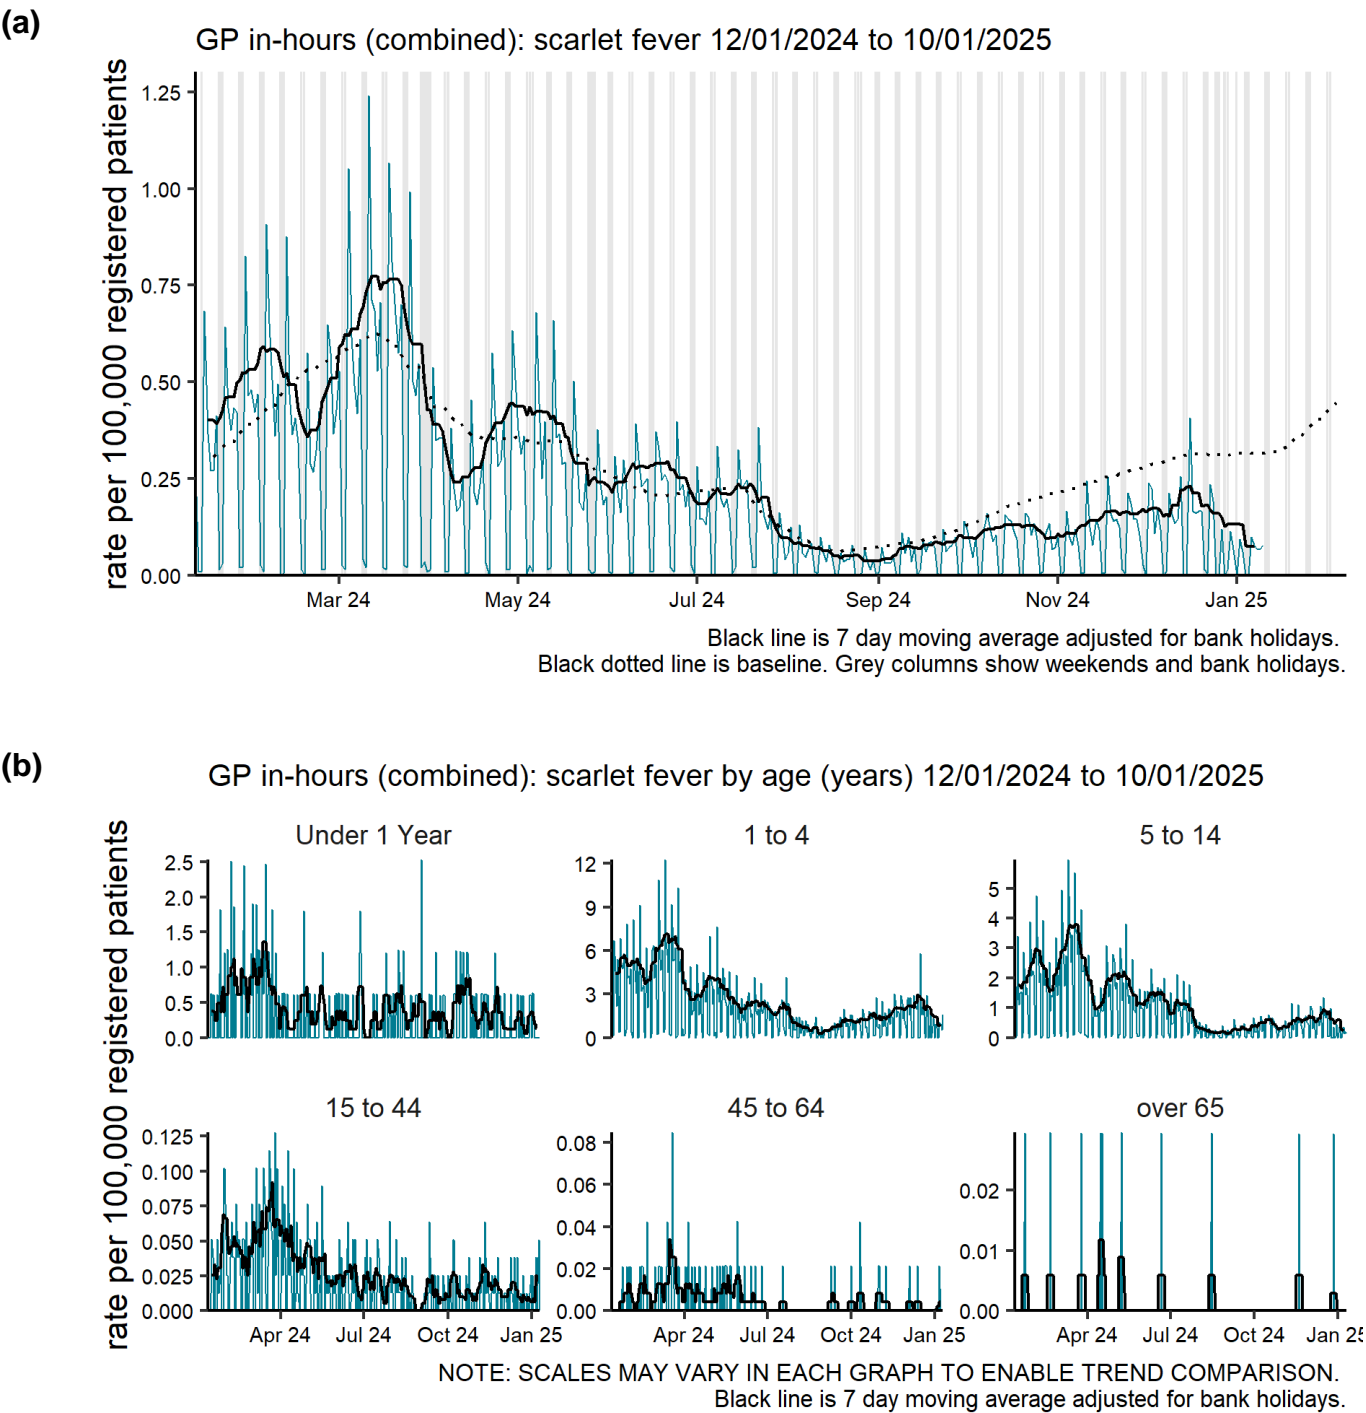 (a)
GP in-hours (combined): scarlet fever 12/01/2024 to 10/01/2025
rate per 100,000 registered patients
1.25
1.00
0.75
0.50
0.25
0.00
Mar 24 May 24 Jul 24 Sep 24 Nov 24 Jan 25
Black line is 7 day moving average adjusted for bank holidays.
Black dotted line is baseline. Grey columns show weekends and bank holidays.
(b)
GP in-hours (combined): scarlet fever by age (years) 12/01/2024 to 10/01/2025
rate per 100,000 registered patients
Under 1 Year
2.5
2.0
1.5
1.0
0.5
0.0
1 to 4
12
9
6
3
0
5 to 14
5
4
3
2
1
0
15 to 44
0.125
0.100
0.075
0.050
0.025
0.000
Apr 24 Jul 24 Oct 24 Jan 25
45 to 64
0.08
0.06
0.04
0.02
0.00
Apr 24 Jul 24 Oct 24 Jan 25
over 65
0.02
0.01
0.00
Apr 24 Jul 24 Oct 24 Jan 25
NOTE: SCALES MAY VARY IN EACH GRAPH TO ENABLE TREND COMPARISON.
Black line is 7 day moving average adjusted for bank holidays.